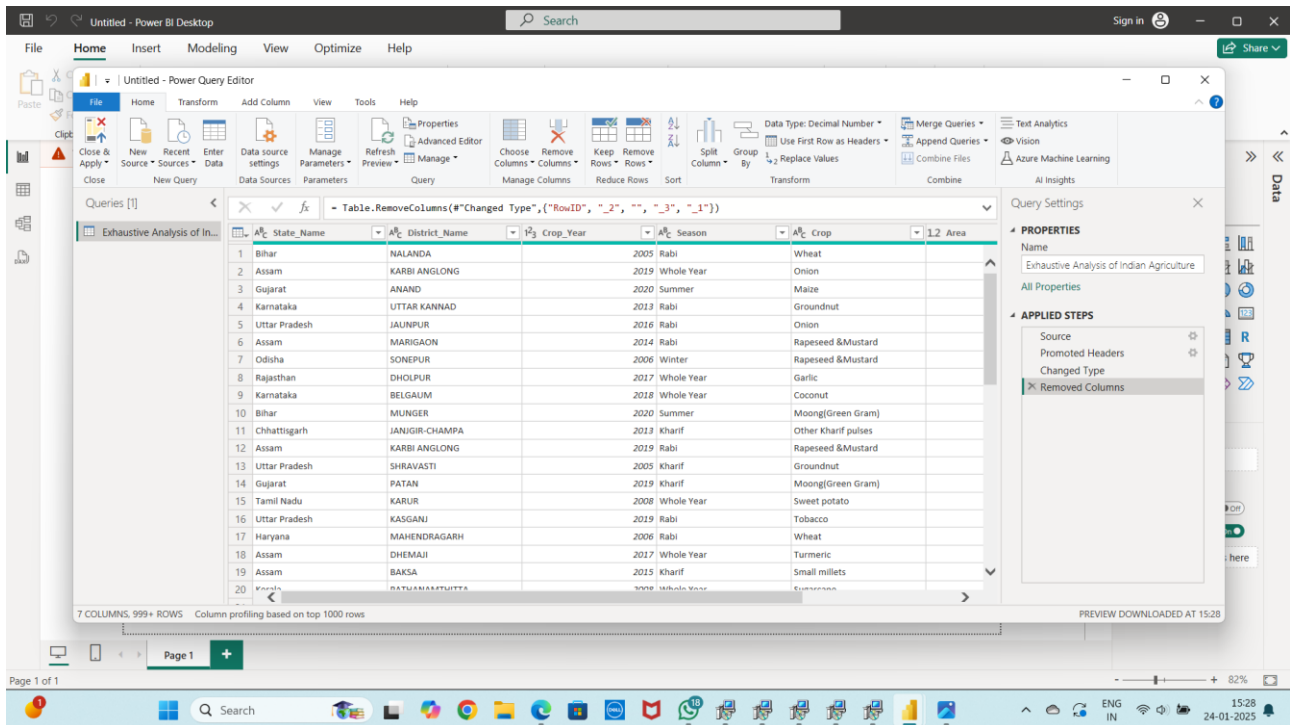 Untitled - Power BI Desktop
Search
Sign in
File Home Insert Modeling View Optimize Help
Share
Paste
Untitled - Power Query Editor
File Home Transform Add Column View Tools Help
Close & Apply
New Source
Recent Sources
Enter Data
Data source settings
Manage Parameters
Refresh Preview
Properties
Advanced Editor
Manage
Choose Columns
Remove Columns
Keep Rows
Remove Rows
Split Column
Group By
Data Type: Decimal Number
Use First Row as Headers
Replace Values
Merge Queries
Append Queries
Combine Files
Text Analytics
Vision
Azure Machine Learning
Close New Query Data Sources Parameters Query Manage Columns Reduce Rows Sort Transform Combine AI Insights
Data
Queries [1]
Exhaustive Analysis of In...
fx = Table.RemoveColumns(#"Changed Type",{"RowID", "_2", "", "_3", "_1"})
State_Name District_Name Crop_Year Season Crop 1.2 Area
1 Bihar NALANDA 2005 Rabi Wheat
2 Assam KARBI ANGLONG 2019 Whole Year Onion
3 Gujarat ANAND 2020 Summer Maize
4 Karnataka UTTAR KANNAD 2013 Rabi Groundnut
5 Uttar Pradesh JAUNPUR 2016 Rabi Onion
6 Assam MARIGAON 2014 Rabi Rapeseed &Mustard
7 Odisha SONEPUR 2006 Winter Rapeseed &Mustard
8 Rajasthan DHOLPUR 2017 Whole Year Garlic
9 Karnataka BELGAUM 2018 Whole Year Coconut
10 Bihar MUNGER 2020 Summer Moong(Green Gram)
11 Chhattisgarh JANJGIR-CHAMPA 2013 Kharif Other Kharif pulses
12 Assam KARBI ANGLONG 2019 Rabi Rapeseed &Mustard
13 Uttar Pradesh SHRAVASTI 2005 Kharif Groundnut
14 Gujarat PATAN 2019 Kharif Moong(Green Gram)
15 Tamil Nadu KARUR 2008 Whole Year Sweet potato
16 Uttar Pradesh KASGANJ 2019 Rabi Tobacco
17 Haryana MAHENDRAGARH 2006 Rabi Wheat
18 Assam DHEMAJI 2017 Whole Year Turmeric
19 Assam BAKSA 2015 Kharif Small millets
20 Kerala PATHANAMTHITTA 2008 Whole Year Sugarcane
Query Settings
PROPERTIES
Name
Exhaustive Analysis of Indian Agriculture
All Properties
APPLIED STEPS
Source
Promoted Headers
Changed Type
Removed Columns
7 COLUMNS, 999+ ROWS Column profiling based on top 1000 rows
PREVIEW DOWNLOADED AT 15:28
Page 1
Page 1 of 1
82%
Search
18
ENG
IN
15:28
24-01-2025